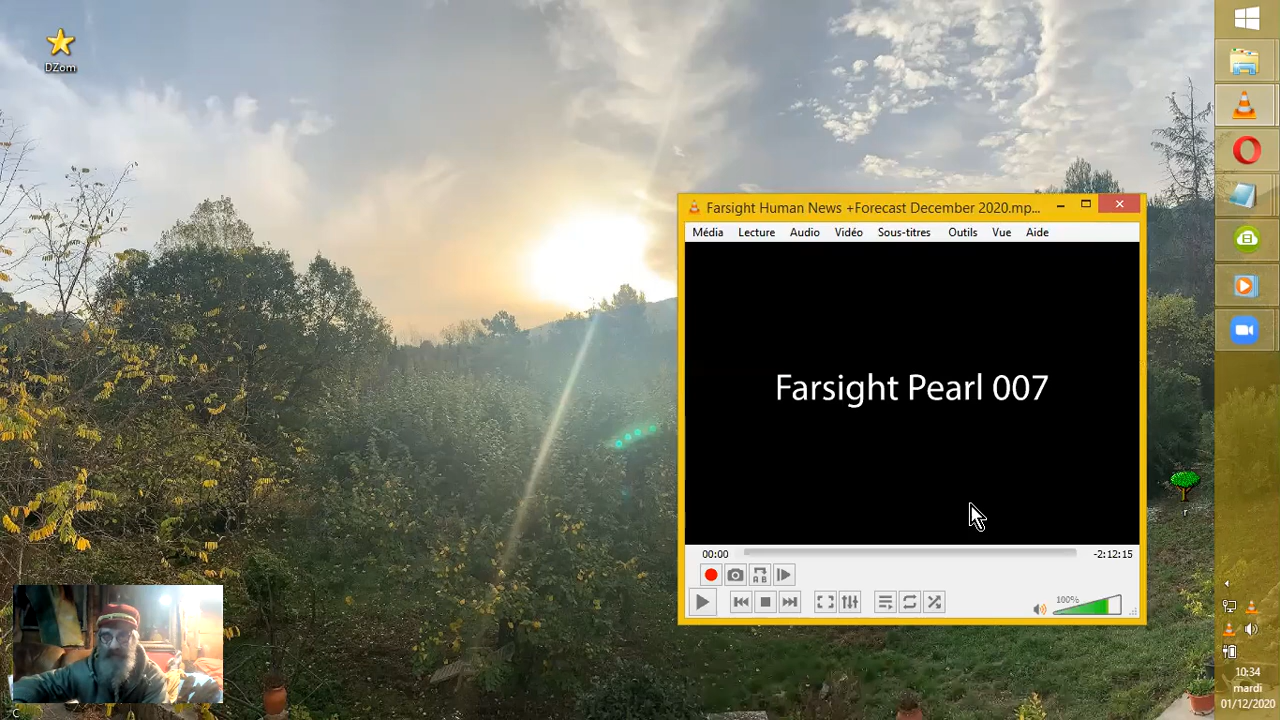 DZom
Farsight Human News +Forecast December 2020.mp...
Média Lecture Audio Vidéo Sous-titres Outils Vue Aide
Farsight Pearl 007
00:00 -2:12:15
A B
100%
r
10:34
mardi
01/12/2020
C